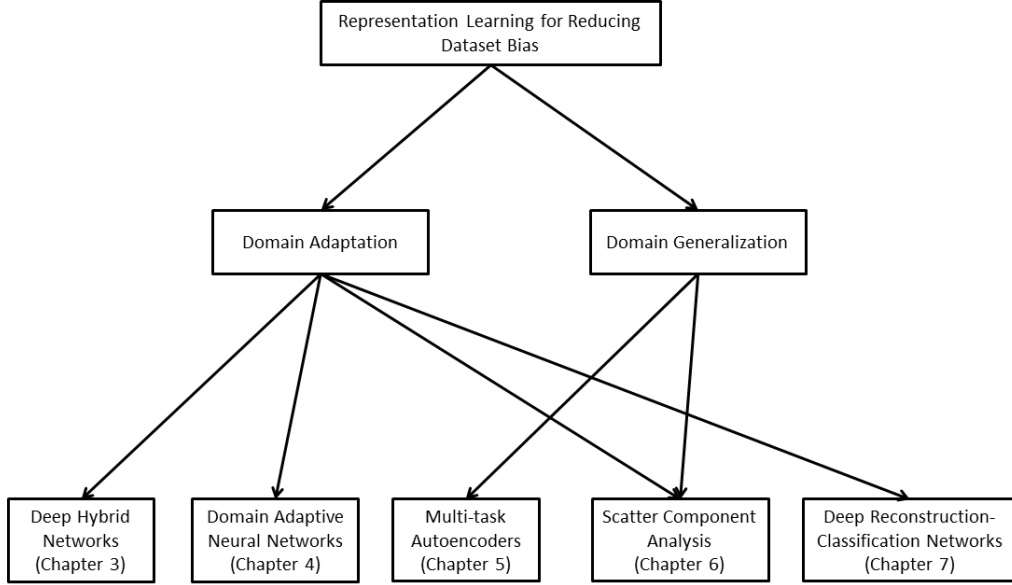 Representation Learning for Reducing
Dataset Bias
Domain Adaptation
Domain Generalization
Deep Hybrid
Networks
(Chapter 3)
Domain Adaptive
Neural Networks
(Chapter 4)
Multi-task
Autoencoders
(Chapter 5)
Scatter Component
Analysis
(Chapter 6)
Deep Reconstruction-
Classification Networks
(Chapter 7)